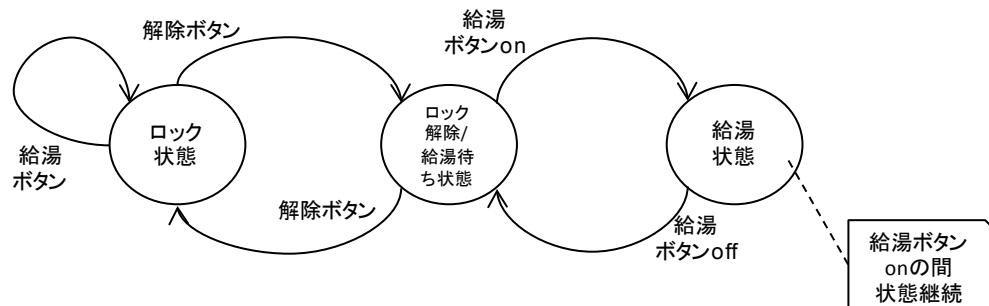 解除ボタン
給湯
ボタンon
ロック
状態
ロック
解除/
給湯待
ち状態
給湯
状態
給湯
ボタン
解除ボタン
給湯
ボタンoff
給湯ボタン
onの間
状態継続